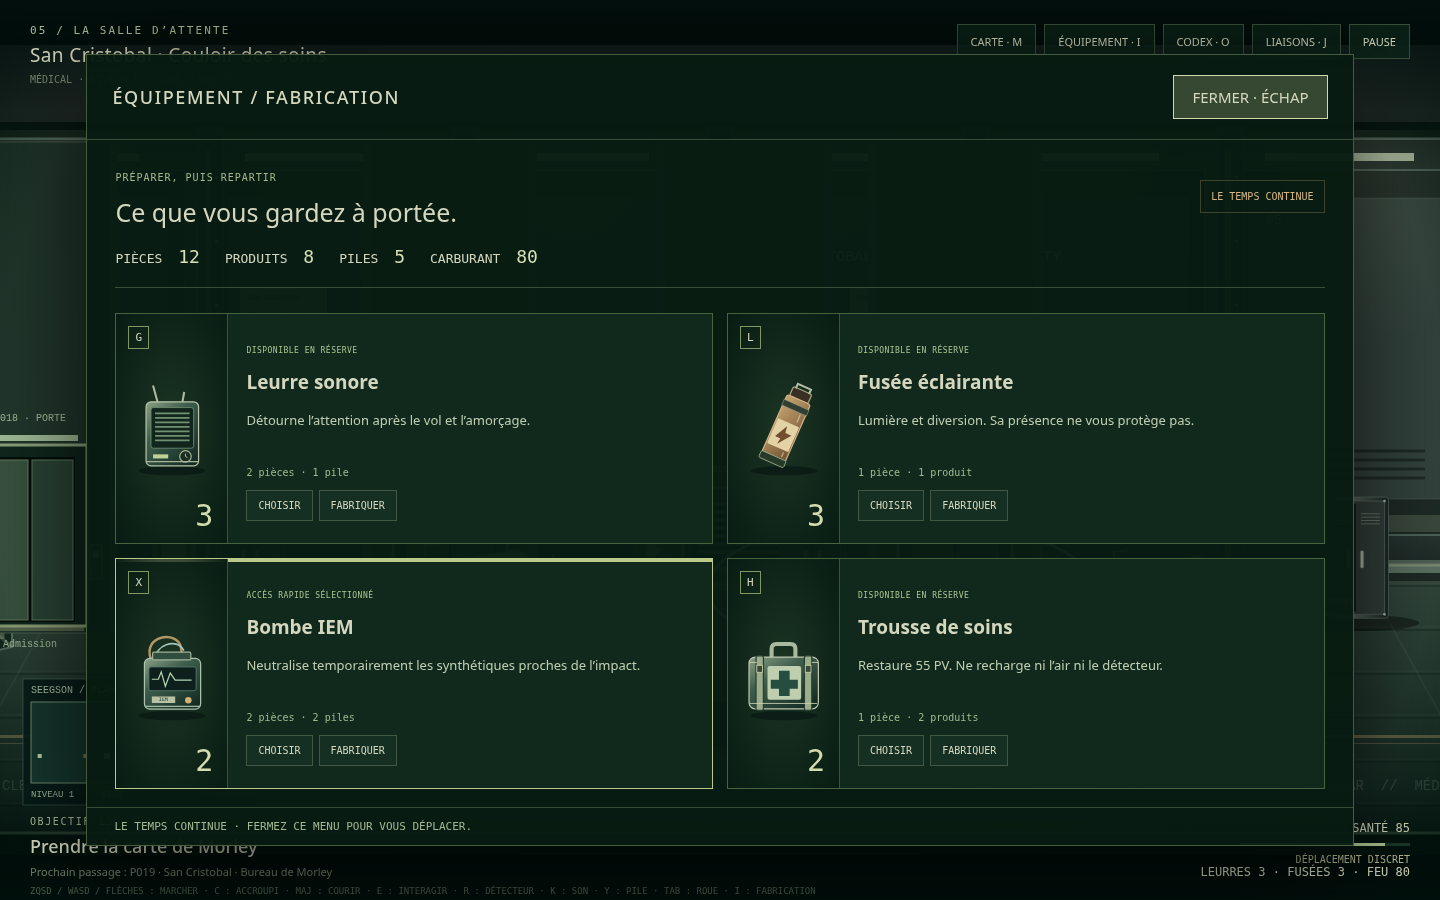 05 / LA SALLE D’ATTENTE
San Cristobal · Couloir des soins
MÉDICAL ·
CARTE · M
ÉQUIPEMENT · I
CODEX · O
LIAISONS · J
PAUSE
ÉQUIPEMENT / FABRICATION
FERMER · ÉCHAP
PRÉPARER, PUIS REPARTIR
Ce que vous gardez à portée.
LE TEMPS CONTINUE
PIÈCES 12 PRODUITS 8 PILES 5 CARBURANT 80
G
DISPONIBLE EN RÉSERVE
Leurre sonore
Détourne l’attention après le vol et l’amorçage.
2 pièces · 1 pile
CHOISIR
FABRIQUER
3
L
DISPONIBLE EN RÉSERVE
Fusée éclairante
Lumière et diversion. Sa présence ne vous protège pas.
1 pièce · 1 produit
CHOISIR
FABRIQUER
3
X
ACCÈS RAPIDE SÉLECTIONNÉ
Bombe IEM
Neutralise temporairement les synthétiques proches de l’impact.
2 pièces · 2 piles
CHOISIR
FABRIQUER
IEM
2
H
DISPONIBLE EN RÉSERVE
Trousse de soins
Restaure 55 PV. Ne recharge ni l’air ni le détecteur.
1 pièce · 2 produits
CHOISIR
FABRIQUER
2
LE TEMPS CONTINUE · FERMEZ CE MENU POUR VOUS DÉPLACER.
018 · PORTE
Admission
SEEGSON /
NIVEAU 1
OBJECTIF
Prendre la carte de Morley
Prochain passage : P019 · San Cristobal · Bureau de Morley
ZQSD / WASD / FLÈCHES : MARCHER · C : ACCROUPI · MAJ : COURIR · E : INTERAGIR · R : DÉTECTEUR · K : SON · Y : PILE · TAB : ROUE · I : FABRICATION
SANTÉ 85
DÉPLACEMENT DISCRET
LEURRES 3 · FUSÉES 3 · FEU 80